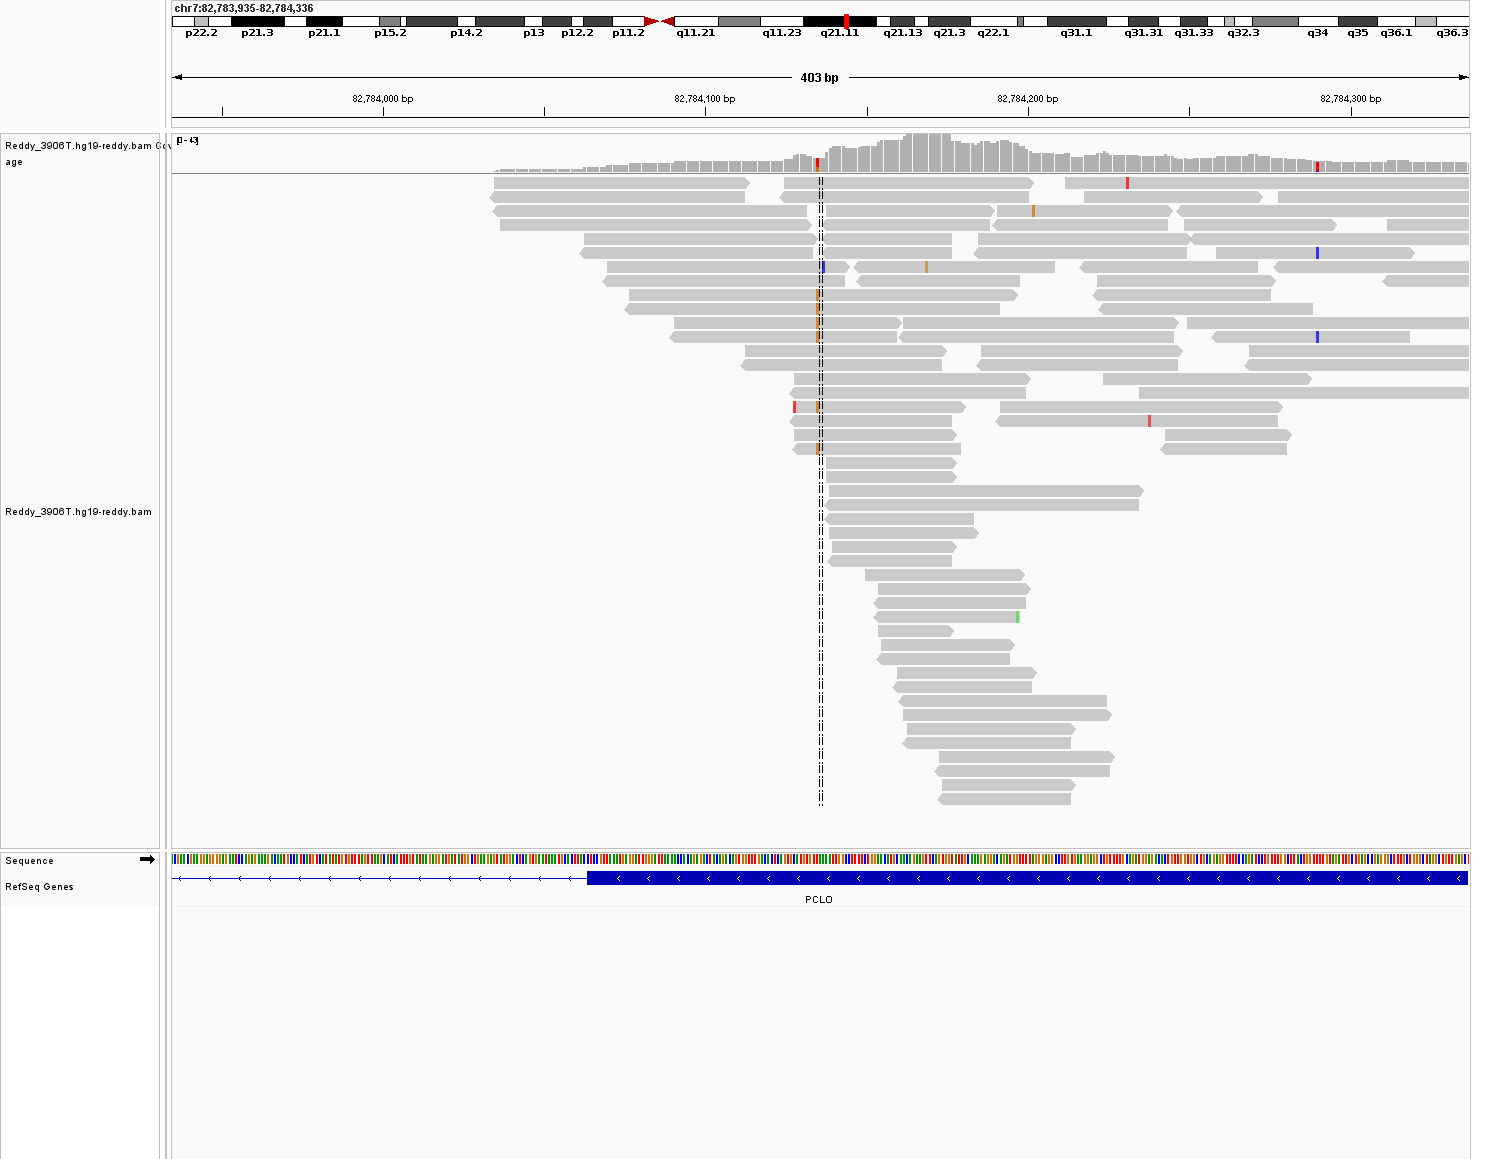 chr7:82,783,935-82,784,336
p22.2 p21.3 p21.1 p15.2 p14.2 p13 p12.2 p11.2 q11.21 q11.23 q21.11 q21.13 q21.3 q22.1 q31.1 q31.31 q31.33 q32.3 q34 q35 q36.1 q36.3
403 bp
82,784,000 bp 82,784,100 bp 82,784,200 bp 82,784,300 bp
[0 - 43]
Reddy_3906T.hg19-reddy.bam Cov
age
Reddy_3906T.hg19-reddy.bam
Sequence
RefSeq Genes
PCLO